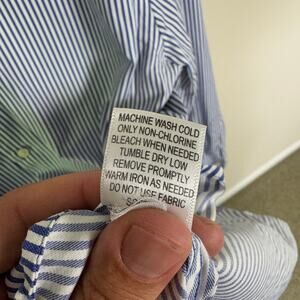 MACHINE WASH COLD
ONLY NON-CHLORINE
BLEACH WHEN NEEDED
TUMBLE DRY LOW
REMOVE PROMPTLY
WARM IRON AS NEEDED
DO NOT USE FABRIC